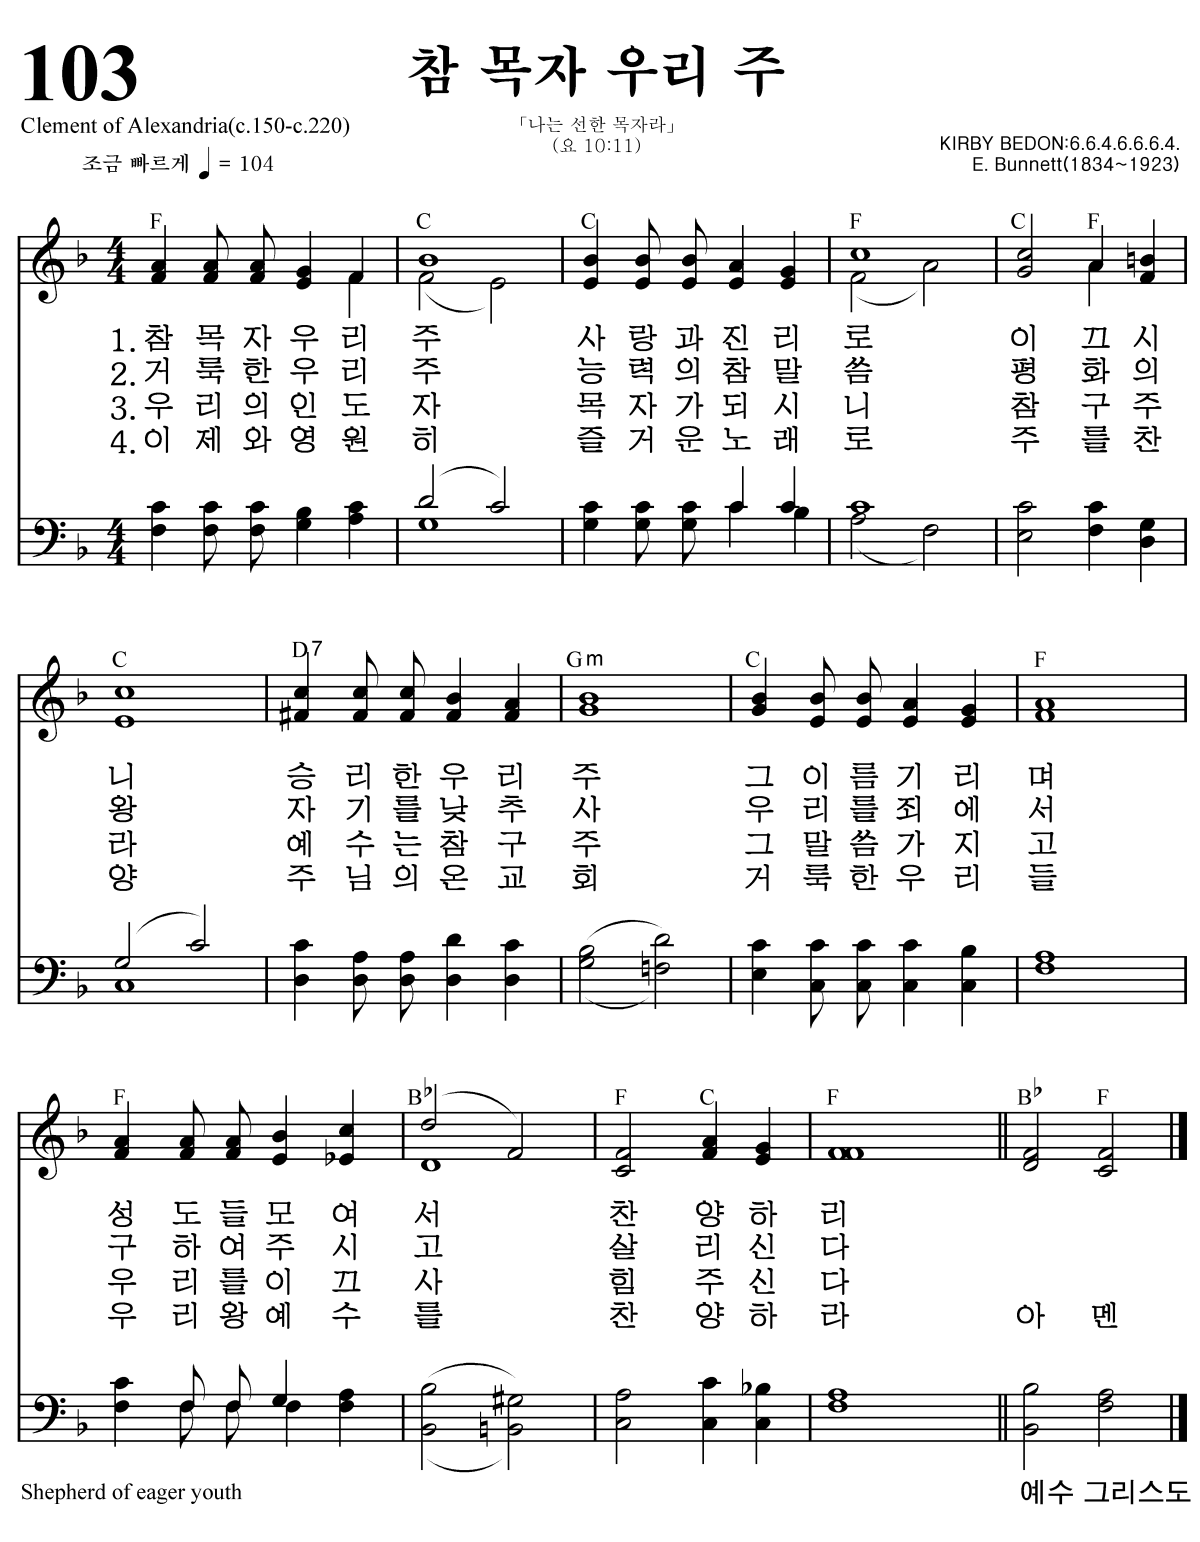 103
참 목자 우리 주
Clement of Alexandria(c.150-c.220)
「나는 선한 목자라」
(요 10:11)
KIRBY BEDON:6.6.4.6.6.6.4.
조금 빠르게 ♩ = 104
E. Bunnett(1834~1923)
F C C F C F
4 4
1. 참 목 자 우 리 주 사 랑 과 진 리 로 이 끄 시
2. 거 룩 한 우 리 주 능 력 의 참 말 씀 평 화 의
3. 우 리 의 인 도 자 목 자 가 되 시 니 참 구 주
4. 이 제 와 영 원 히 즐 거 운 노 래 로 주 를 찬
4 4
C D7 Gm C F
니 승 리 한 우 리 주 그 이 름 기 리 며
왕 자 기 를 낮 추 사 우 리 를 죄 에 서
라 예 수 는 참 구 주 그 말 씀 가 지 고
양 주 님 의 온 교 회 거 룩 한 우 리 들
F B♭ F C F B♭ F
성 도 들 모 여 서 찬 양 하 리
구 하 여 주 시 고 살 리 신 다
우 리 를 이 끄 사 힘 주 신 다
우 리 왕 예 수 를 찬 양 하 라 아 멘
Shepherd of eager youth
예수 그리스도